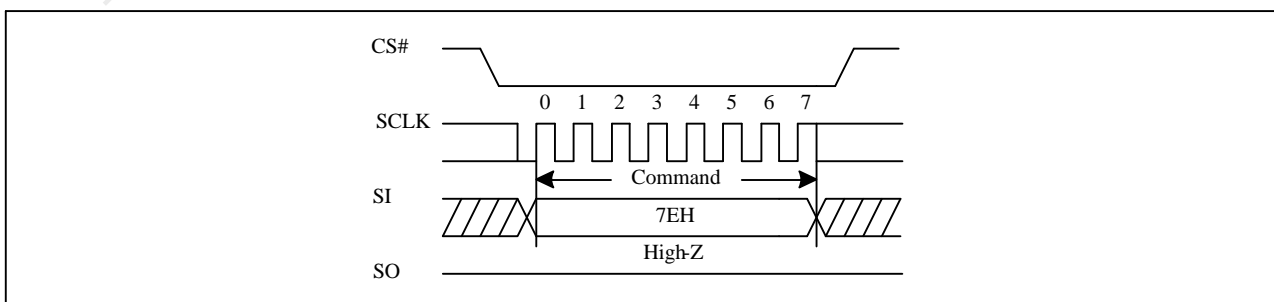 CS#
0 1 2 3 4 5 6 7
SCLK
Command
SI
7EH
High-Z
SO